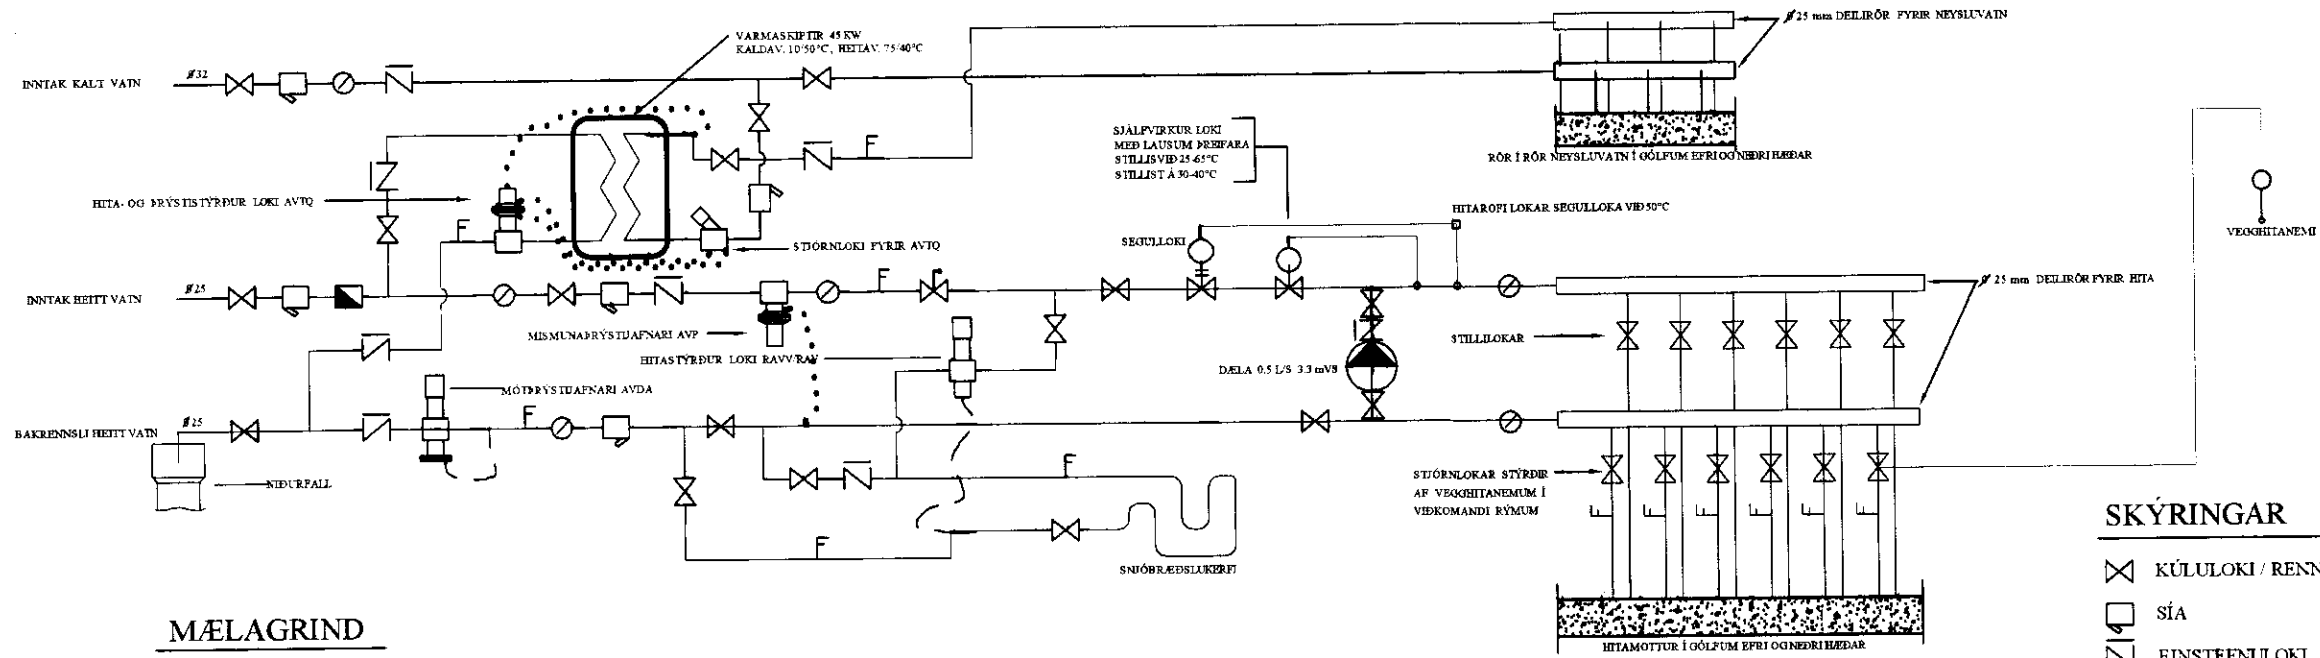 VARMASKIPTIR 45 KW
KALDAV. 10/50°C, HEITAV. 75/40°C
Ø 25 mm DEILIRÖR FYRIR NEYSLUVATN
INNTAK KALT VATN
Ø32
SJÁLFVIRKUR LOKI
MEÐ LAUSUM ÞREIFARA
STILLISVIÐ 25-65°C
STILLIST Á 30-40°C
RÖR Í RÖR NEYSLUVATN Í GÓLFUM EFRI OG NEÐRI HÆÐAR
HITA- OG ÞRÝSTISTÝRÐUR LOKI AVTQ
F
F
HITAROFI LOKAR SEGULLOKA VIÐ 50°C
VEGGHITANEMI
STJÓRNLOKI FYRIR AVTQ
SEGULLOKI
INNTAK HEITT VATN
Ø25
F
Ø 25 mm DEILIRÖR FYRIR HITA
MISMUNAÞRÝSTIJAFNARI AVP
STILLILOKAR
HITASTÝRÐUR LOKI RAVV/RAV
DÆLA 0.5 L/S 3.3 mVS
MÓTÞRÝSTIJAFNARI AVDA
BAKRENNSLI HEITT VATN
Ø25
F
NIÐURFALL
F
STJÓRNLOKAR STÝRÐIR
AF VEGGHITANEMUM Í
VIÐKOMANDI RÝMUM
F F F F F F
F
SNJÓBRÆÐSLUKERFI
SKÝRINGAR
KÚLULOKI / RENN
SÍA
EINSTEFNULOKI
MÆLAGRIND
HITAMOTTUR Í GÓLFUM EFRI OG NEÐRI HÆÐAR